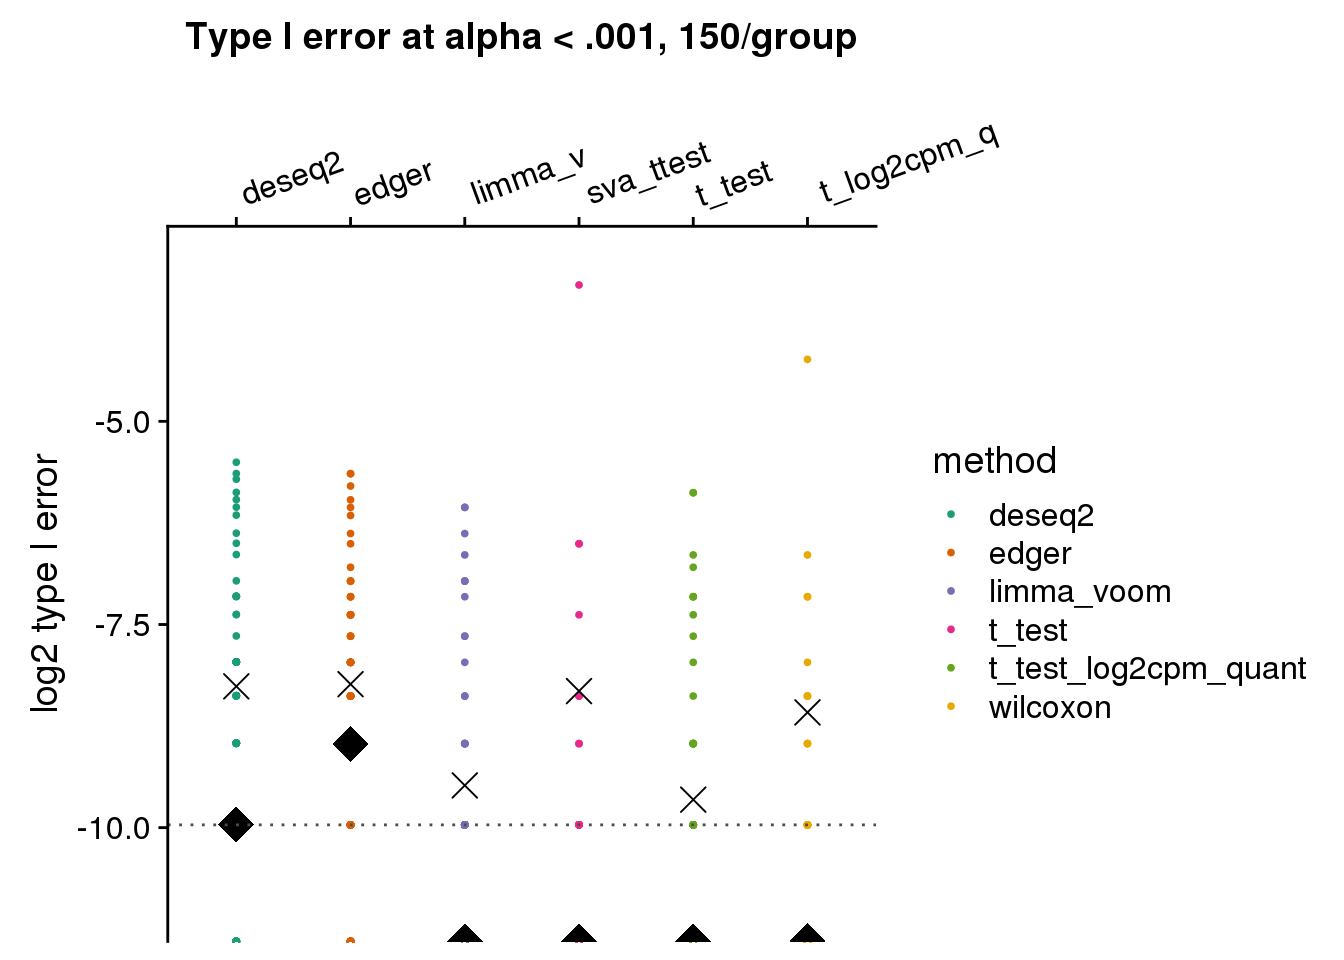 Type I error at alpha < .001, 150/group
deseq2 edger limma_v sva_ttest t_test t_log2cpm_q
-5.0
-7.5
-10.0
log2 type I error
method
deseq2
edger
limma_voom
t_test
t_test_log2cpm_quant
wilcoxon